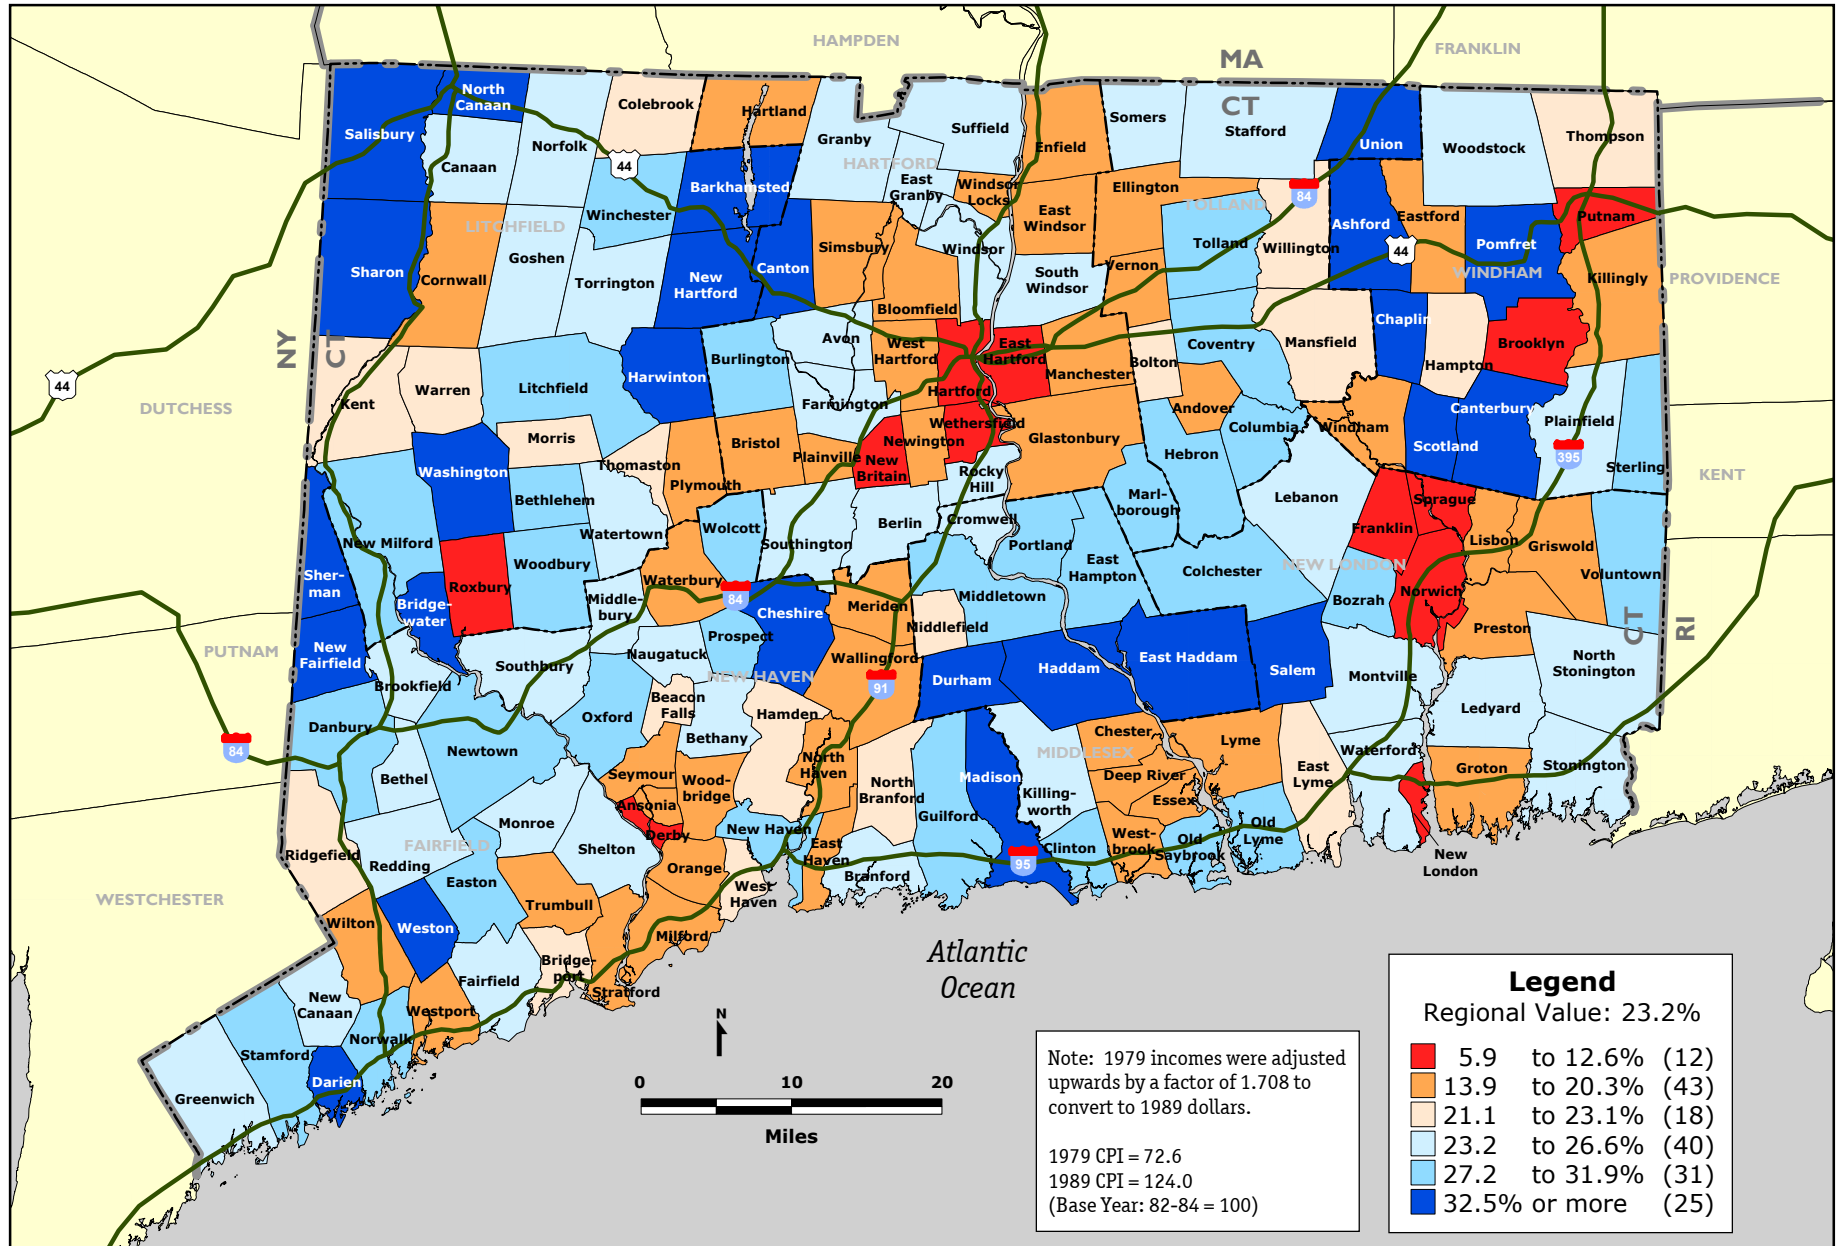 HAMPDEN
MA
FRANKLIN
CT
North
Canaan
Colebrook
Hartland
Granby
Suffield
Enfield
Somers
Stafford
Union
Woodstock
Thompson
Salisbury
Canaan
Norfolk
44
HARTFORD
East
Granby
Windsor
Locks
Ellington
84
TOLLAND
Barkhamsted
Winchester
LITCHFIELD
East
Windsor
Tolland
Willington
Ashford
Eastford
Putnam
Pomfret
44
WINDHAM
Killingly
PROVIDENCE
Sharon
Cornwall
Goshen
Torrington
New
Hartford
Canton
Simsbury
Windsor
Bloomfield
South
Windsor
Vernon
NY
CT
Kent
Warren
Litchfield
Harwinton
Burlington
Avon
Farmington
West
Hartford
Hartford
East
Hartford
Manchester
Bolton
Coventry
Mansfield
Chaplin
Hampton
Brooklyn
44
DUTCHESS
Morris
Bristol
Plainville
Newington
Wethersfield
Glastonbury
Andover
Columbia
Windham
Canterbury
Scotland
Plainfield
395
Sterling
KENT
Washington
Thomaston
Plymouth
New
Britain
Rocky
Hill
Hebron
Marl-
borough
Lebanon
Sprague
Franklin
Lisbon
Griswold
Voluntown
Bethlehem
Watertown
Wolcott
Southington
Berlin
Cromwell
Portland
East
Hampton
Colchester
NEW LONDON
Bozrah
Norwich
Preston
New Milford
Woodbury
Roxbury
Sher-
man
Bridge-
water
Middle-
bury
Waterbury
84
Cheshire
Meriden
Middlefield
Middletown
CT
RI
PUTNAM
New
Fairfield
Brookfield
Southbury
Naugatuck
Prospect
NEW HAVEN
Wallingford
91
Durham
Haddam
East Haddam
Salem
Montville
North
Stonington
Ledyard
84
Danbury
Bethel
Newtown
Oxford
Beacon
Falls
Bethany
Hamden
North
Haven
North
Branford
MIDDLESEX
Chester
Deep River
Essex
Lyme
East
Lyme
Waterford
Groton
Stonington
Seymour
Wood-
bridge
Ansonia
Derby
New Haven
East
Haven
Guilford
Madison
Killing-
worth
Clinton
West-
brook
Old
Saybrook
Old
Lyme
New
London
Ridgefield
Redding
FAIRFIELD
Monroe
Shelton
Orange
West
Haven
Branford
95
WESTCHESTER
Wilton
Weston
Easton
Trumbull
Milford
Bridge-
port
Stratford
Fairfield
Westport
New
Canaan
Norwalk
Stamford
Darien
Greenwich
Atlantic
Ocean
N
0 10 20
Miles
Note: 1979 incomes were adjusted
upwards by a factor of 1.708 to
convert to 1989 dollars.
1979 CPI = 72.6
1989 CPI = 124.0
(Base Year: 82-84 = 100)
Legend
Regional Value: 23.2%
5.9 to 12.6% (12)
13.9 to 20.3% (43)
21.1 to 23.1% (18)
23.2 to 26.6% (40)
27.2 to 31.9% (31)
32.5% or more (25)